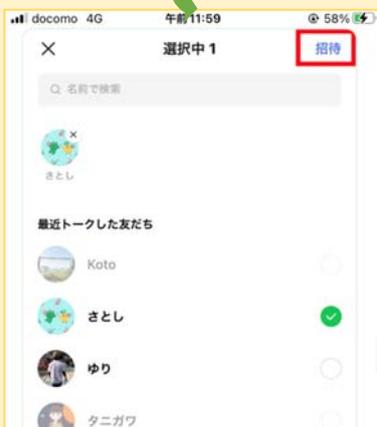 docomo 4G 午前11:59 58%
選択中 1 招待
名前で検索
さとし
最近トークした友だち
Koto
さとし
ゆり
タニガワ